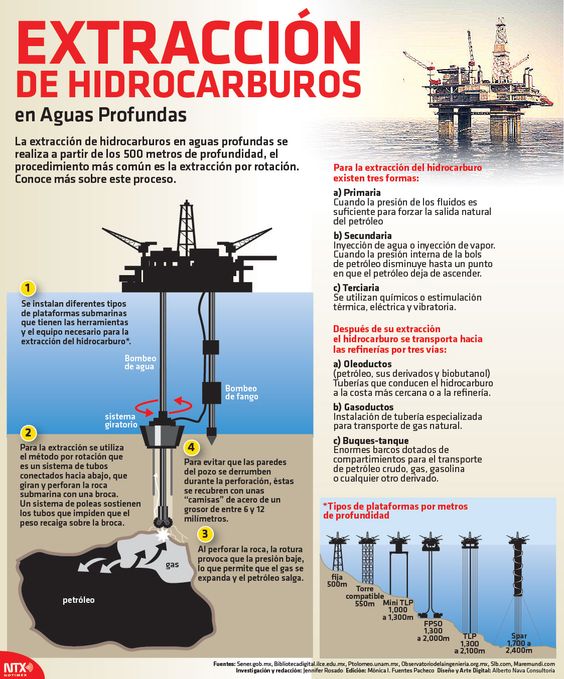 EXTRACCIÓN
DE HIDROCARBUROS
en Aguas Profundas
La extracción de hidrocarburos en aguas profundas se
realiza a partir de los 500 metros de profundidad, el
procedimiento más común es la extracción por rotación.
Conoce más sobre este proceso.
1
Se instalan diferentes tipos
de plataformas submarinas
que tienen las herramientas
y el equipo necesario para la
extracción del hidrocarburo*.
Bombeo
de agua
Bombeo
de fango
sistema
giratorio
2
Para la extracción se utiliza
el método por rotación que
es un sistema de tubos
conectados hacia abajo, que
giran y perforan la roca
submarina con una broca.
Un sistema de poleas sostienen
los tubos que impiden que el
peso recaiga sobre la broca.
4
Para evitar que las paredes
del pozo se derrumben
durante la perforación, èstas
se recubren con unas
“camisas” de acero de un
grosor de entre 6 y 12
milímetros.
3
Al perforar la roca, la rotura
provoca que la presión baje,
lo que permite que el gas se
expanda y el petróleo salga.
gas
petróleo
Para la extracción del hidrocarburo
existen tres formas:
a) Primaria
Cuando la presión de los fluidos es
suficiente para forzar la salida natural
del petróleo
b) Secundaria
Inyección de agua o inyección de vapor.
Cuando la presión interna de la bols
de petróleo disminuye hasta un punto
en que el petróleo deja de ascender.
c) Terciaria
Se utilizan químicos o estimulación
térmica, eléctrica y vibratoria.
Después de su extracción
el hidrocarburo se transporta hacia
las refinerías por tres vías:
a) Oleoductos
(petróleo, sus derivados y biobutanol)
Tuberías que conducen el hidrocarburo
a la costa más cercana o a la refinería.
b) Gasoductos
Instalación de tubería especializada
para transporte de gas natural.
c) Buques-tanque
Enormes barcos dotados de
compartimientos para el transporte
de petróleo crudo, gas, gasolina
o cualquier otro derivado.
*Tipos de plataformas por metros
de profundidad
fija
500m
Torre
compatible
550m
Mini TLP
1,000
a 1,300m
FPSO
1,300
a 2,000m
TLP
1,300
a 2,100m
Spar
1,700 a
2,400m
NTX
NOTIMEX
Fuentes: Sener.gob.mx, Bibliotecadigital.ilce.edu.mx, Ptolomeo.unam.mx, Observatoriodelaingenieria.org.mx, Slb.com, Maremundi.com
Investigación y redacción: Jennifer Rosado Edición: Mónica I. Fuentes Pacheco Diseño y Arte Digital: Alberto Nava Consultoría